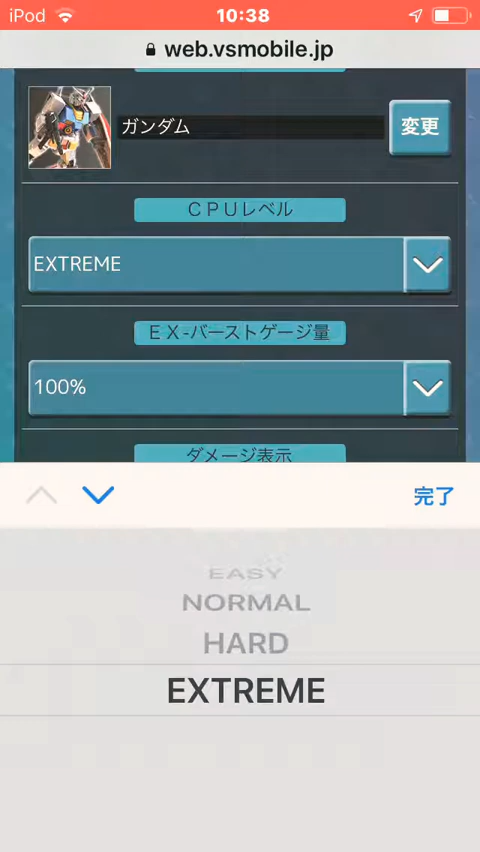 iPod
10:38
web.vsmobile.jp
ガンダム
変更
ＣＰＵレベル
EXTREME
ＥＸ-バーストゲージ量
100%
ダメージ表示
完了
EASY
NORMAL
HARD
EXTREME